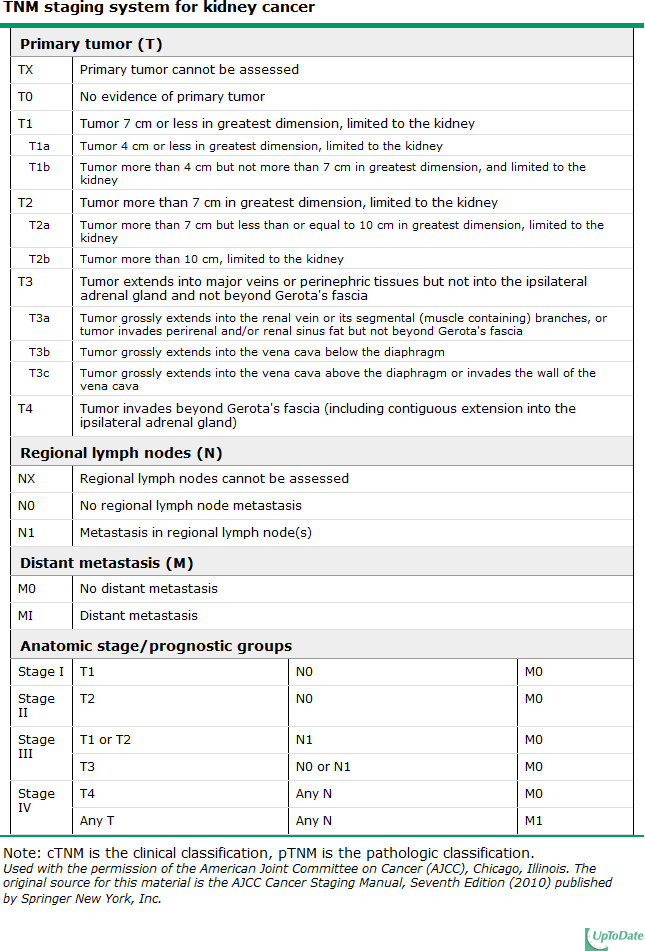 TNM staging system for kidney cancer
Primary tumor (T)
TX Primary tumor cannot be assessed
T0 No evidence of primary tumor
T1 Tumor 7 cm or less in greatest dimension, limited to the kidney
T1a Tumor 4 cm or less in greatest dimension, limited to the kidney
T1b Tumor more than 4 cm but not more than 7 cm in greatest dimension, and limited to the
kidney
T2 Tumor more than 7 cm in greatest dimension, limited to the kidney
T2a Tumor more than 7 cm but less than or equal to 10 cm in greatest dimension, limited to the
kidney
T2b Tumor more than 10 cm, limited to the kidney
T3 Tumor extends into major veins or perinephric tissues but not into the ipsilateral
adrenal gland and not beyond Gerota's fascia
T3a Tumor grossly extends into the renal vein or its segmental (muscle containing) branches, or
tumor invades perirenal and/or renal sinus fat but not beyond Gerota's fascia
T3b Tumor grossly extends into the vena cava below the diaphragm
T3c Tumor grossly extends into the vena cava above the diaphragm or invades the wall of the
vena cava
T4 Tumor invades beyond Gerota's fascia (including contiguous extension into the
ipsilateral adrenal gland)
Regional lymph nodes (N)
NX Regional lymph nodes cannot be assessed
N0 No regional lymph node metastasis
N1 Metastasis in regional lymph node(s)
Distant metastasis (M)
M0 No distant metastasis
MI Distant metastasis
Anatomic stage/prognostic groups
Stage I T1 N0 M0
Stage T2 N0 M0
II
Stage T1 or T2 N1 M0
III
T3 N0 or N1 M0
Stage T4 Any N M0
IV
Any T Any N M1
Note: cTNM is the clinical classification, pTNM is the pathologic classification.
Used with the permission of the American Joint Committee on Cancer (AJCC), Chicago, Illinois. The
original source for this material is the AJCC Cancer Staging Manual, Seventh Edition (2010) published
by Springer New York, Inc.
UpToDate